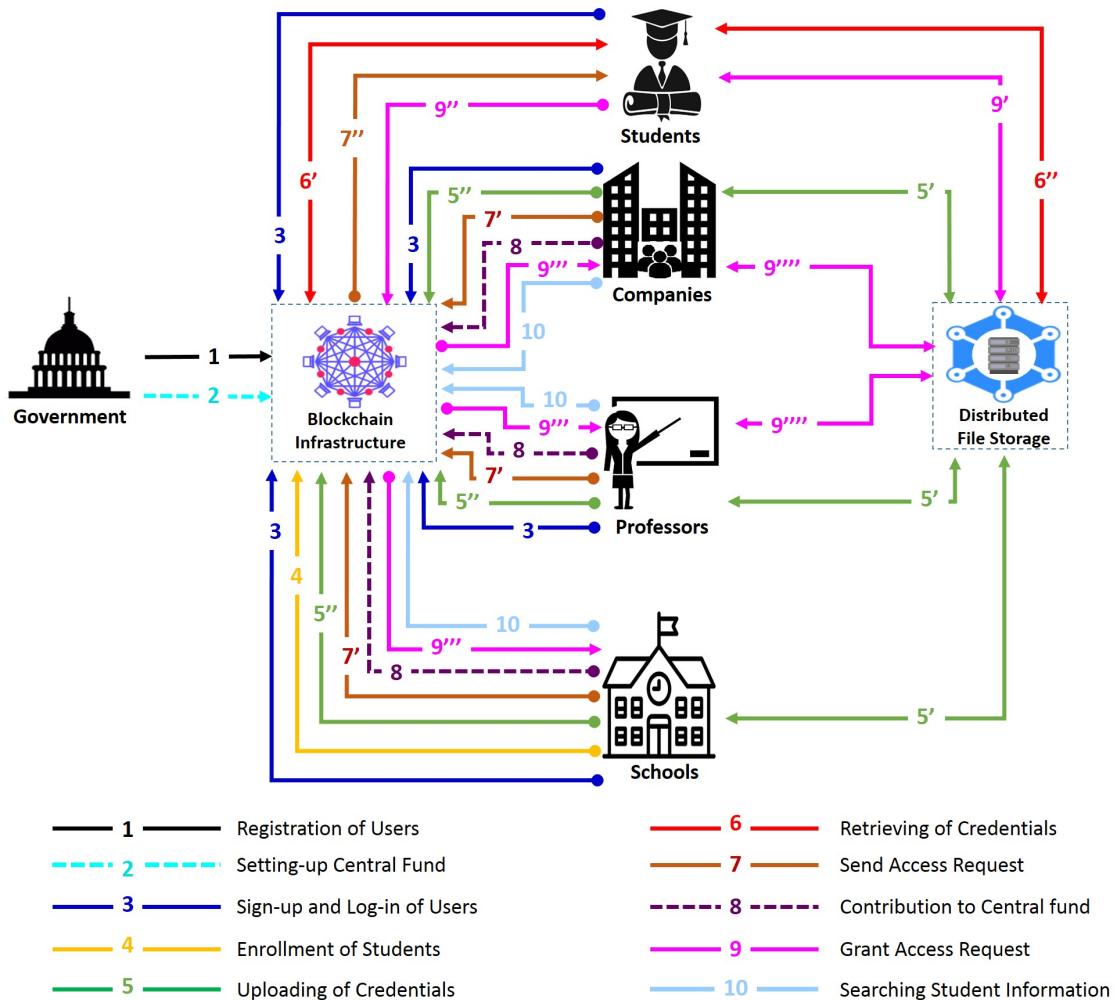 3
6’
7’’
9’’
Students
9’
6’’
3
5’’
7’
8
9’’’
10
Companies
5’
9’’’’
1
2
Government
Blockchain
Infrastructure
Distributed
File Storage
10
9’’’
8
7’
5’’
3
Professors
9’’’’
5’
3
4
5’’
7’
8
9’’’
10
Schools
5’
1 Registration of Users
2 Setting-up Central Fund
3 Sign-up and Log-in of Users
4 Enrollment of Students
5 Uploading of Credentials
6 Retrieving of Credentials
7 Send Access Request
8 Contribution to Central fund
9 Grant Access Request
10 Searching Student Information